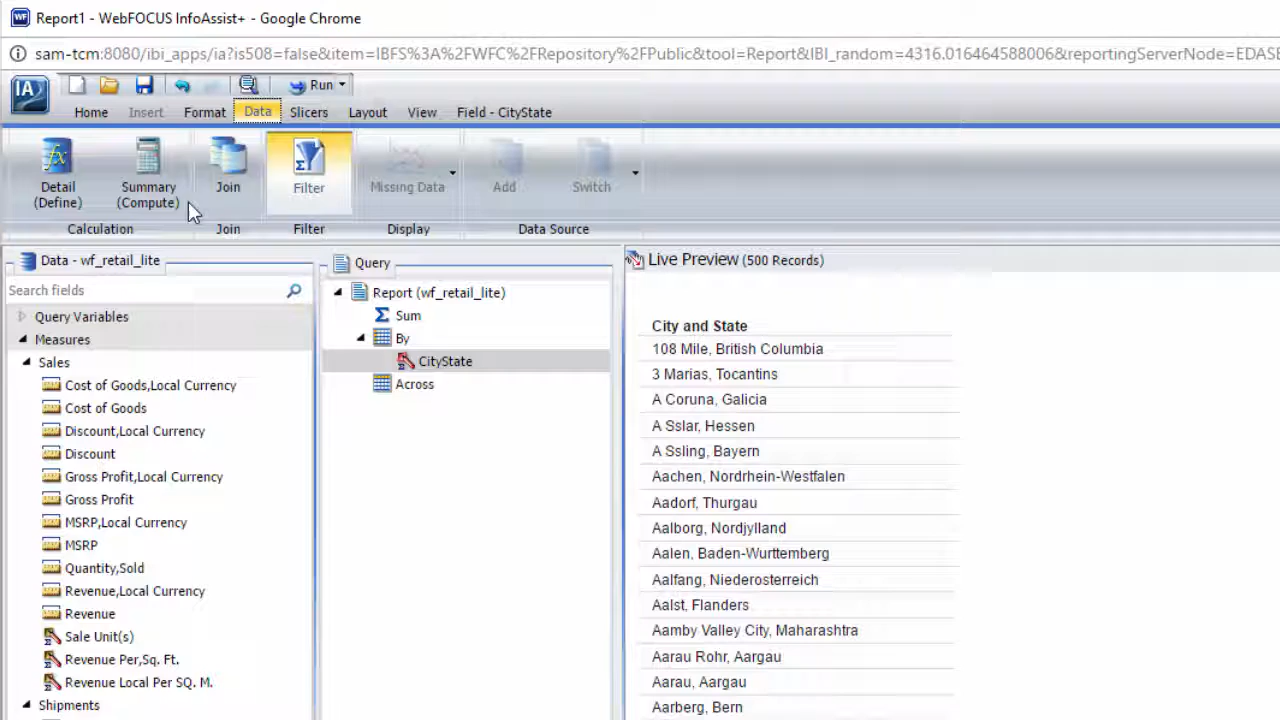 Report1 - WebFOCUS InfoAssist+ - Google Chrome
sam-tcm:8080/ibi_apps/ia?is508=false&item=IBFS%3A%2FWFC%2FRepository%2FPublic&tool=Report&IBI_random=4316.016464588006&reportingServerNode=EDASE
IA Run
Home Insert Format Data Slicers Layout View Field - CityState
Detail (Define) Summary (Compute) Join Filter Missing Data Add Switch
Calculation Join Filter Display Data Source
Data - wf_retail_lite
Search fields
Query Variables
Measures
Sales
Cost of Goods,Local Currency
Cost of Goods
Discount,Local Currency
Discount
Gross Profit,Local Currency
Gross Profit
MSRP,Local Currency
MSRP
Quantity,Sold
Revenue,Local Currency
Revenue
Sale Unit(s)
Revenue Per,Sq. Ft.
Revenue Local Per SQ. M.
Shipments
Query
Report (wf_retail_lite)
Sum
By
CityState
Across
Live Preview (500 Records)
City and State
108 Mile, British Columbia
3 Marias, Tocantins
A Coruna, Galicia
A Sslar, Hessen
A Ssling, Bayern
Aachen, Nordrhein-Westfalen
Aadorf, Thurgau
Aalborg, Nordjylland
Aalen, Baden-Wurttemberg
Aalfang, Niederosterreich
Aalst, Flanders
Aamby Valley City, Maharashtra
Aarau Rohr, Aargau
Aarau, Aargau
Aarberg, Bern